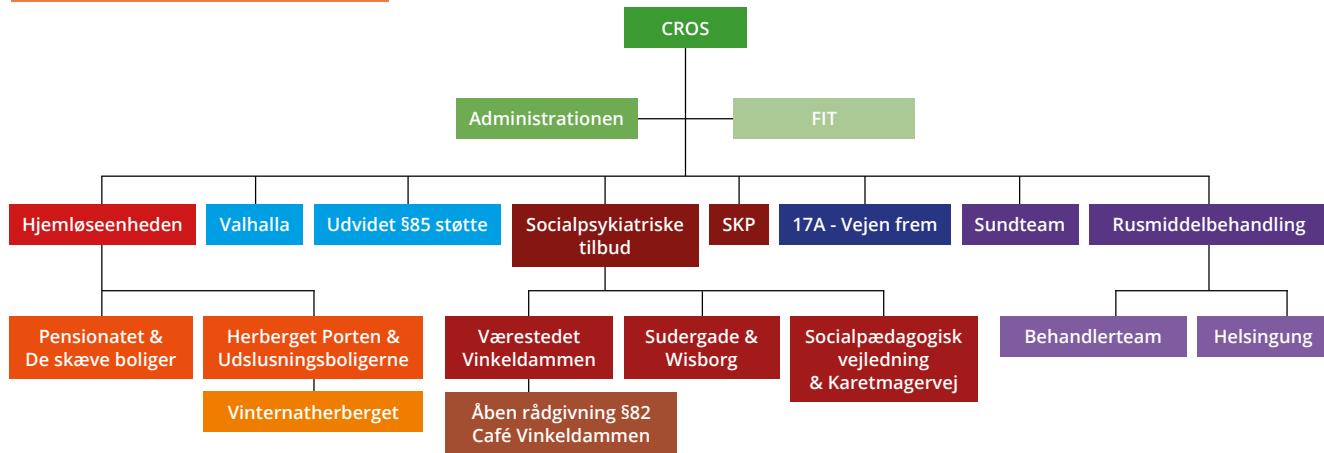 CROS
Administrationen
FIT
Hjemløseenheden
Valhalla
Udvidet §85 støtte
Socialpsykiatriske
tilbud
SKP
17A - Vejen frem
Sundteam
Rusmiddelbehandling
Pensionatet &
De skæve boliger
Herberget Porten &
Udslusningsboligerne
Værestedet
Vinkeldammen
Sudergade &
Wisborg
Socialpædagogisk
vejledning
& Karetmagervej
Behandlerteam
Helsingung
Vinternatherberget
Åben rådgivning §82
Café Vinkeldammen